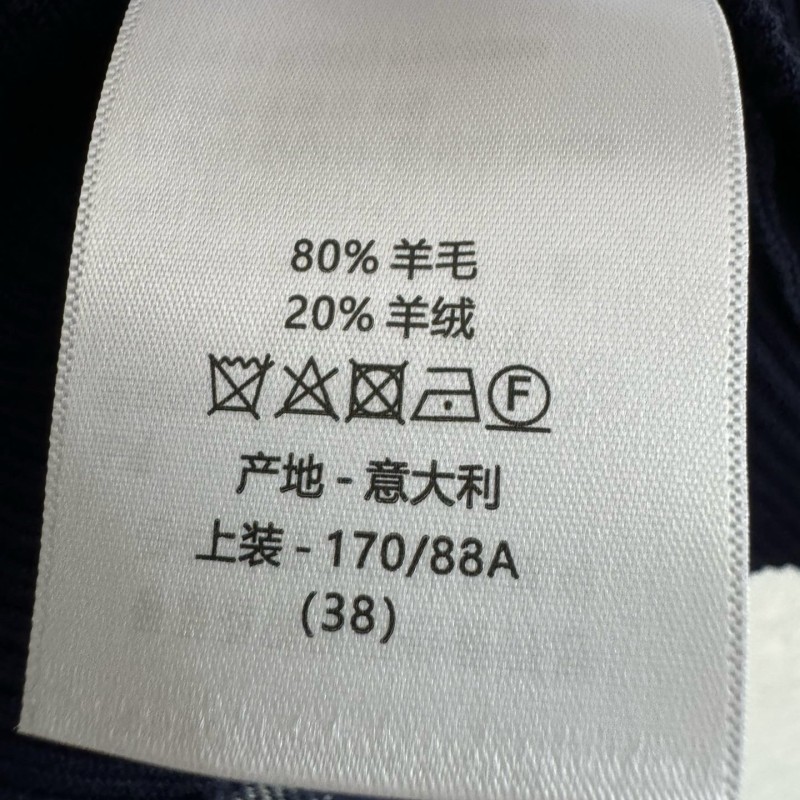 80% 羊毛
20% 羊绒
F
产地 - 意大利
上装 - 170/88A
(38)